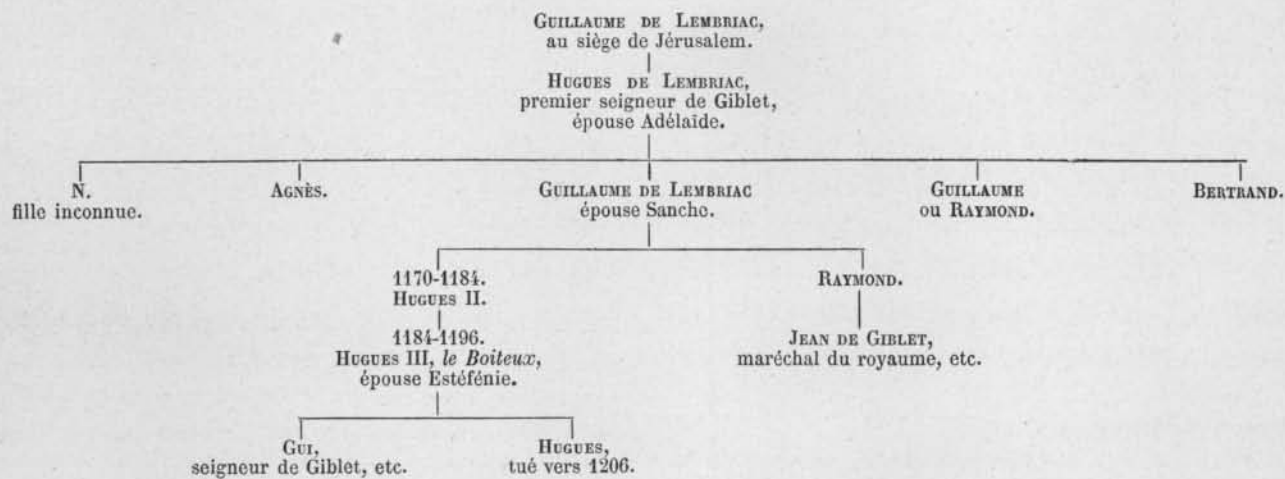 GUILLAUME DE LEMBRIAC,
au siège de Jérusalem.
HUGUES DE LEMBRIAC,
premier seigneur de Giblet,
épouse Adélaïde.
N.
fille inconnue.
AGNÈS.
GUILLAUME DE LEMBRIAC
épouse Sancho.
GUILLAUME
ou RAYMOND.
BERTRAND.
1170-1184.
HUGUES II.
RAYMOND.
1184-1196.
HUGUES III, le Boiteux,
épouse Estéfénie.
JEAN DE GIBLET,
maréchal du royaume, etc.
GUI,
seigneur de Giblet, etc.
HUGUES,
tué vers 1206.